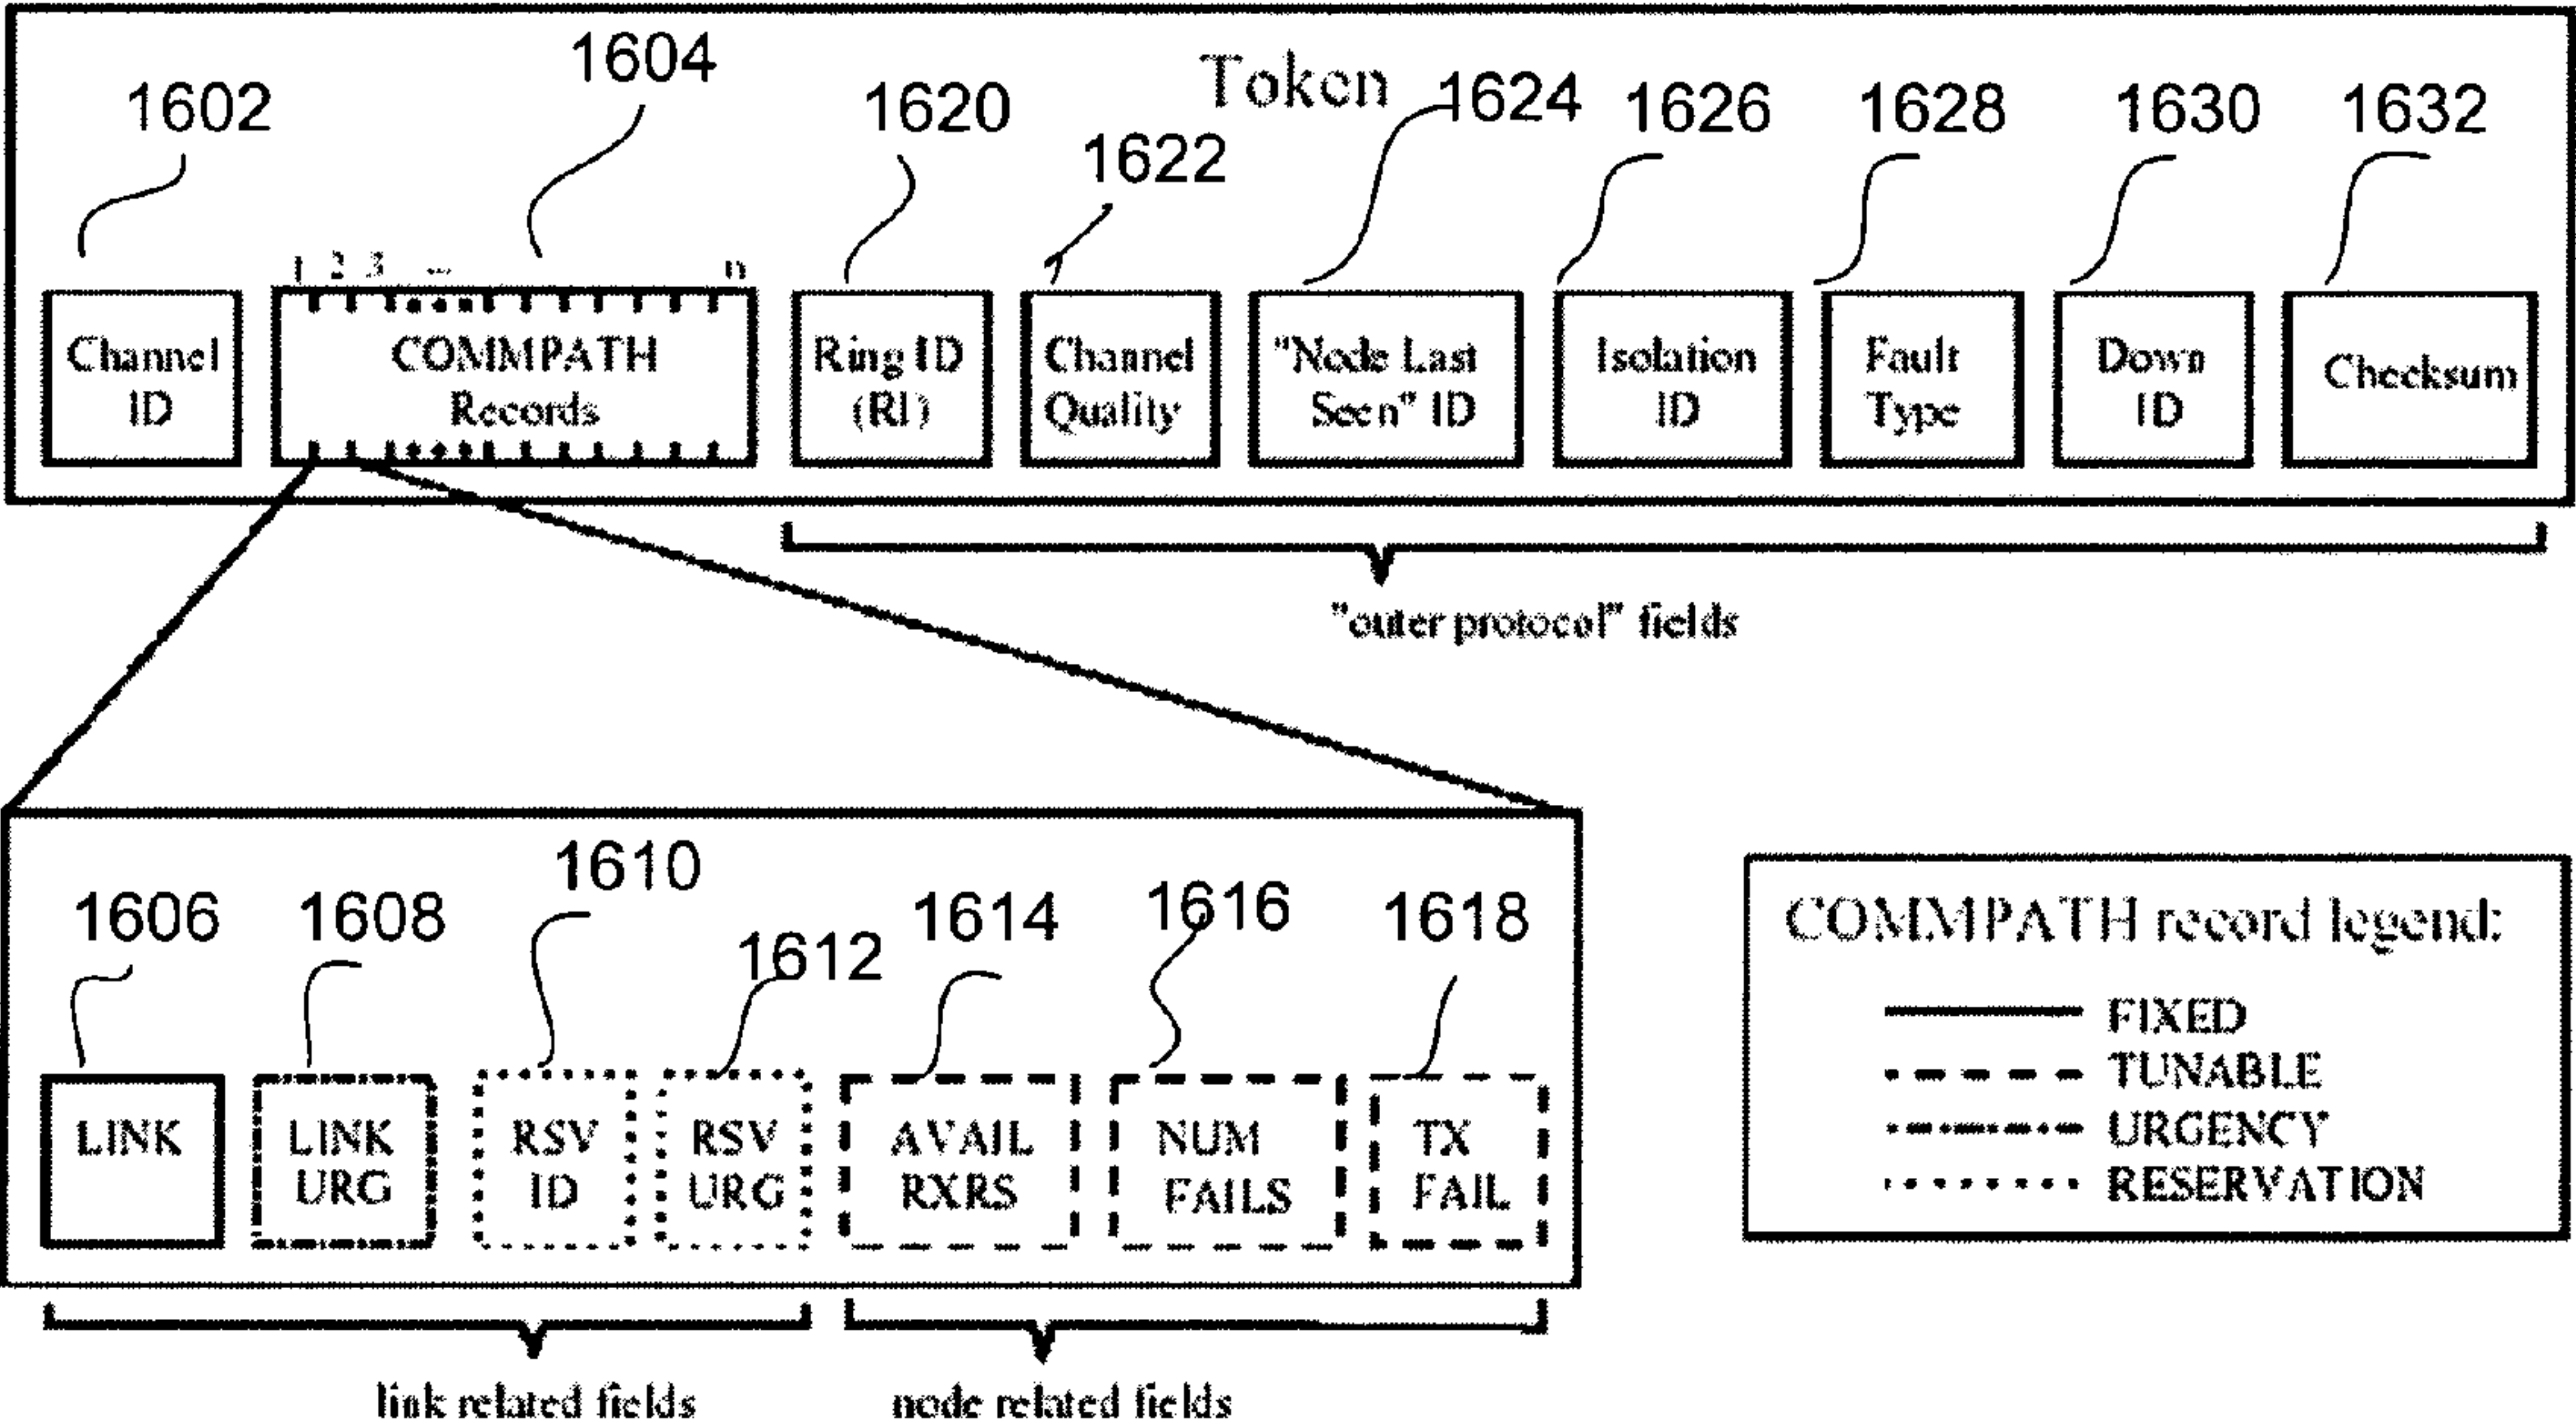 Token
1602
1604
1620
1622
1624
1626
1628
1630
1632
1 2 3 ... n
Channel
ID
COMMPATH
Records
Ring ID
(RI)
Channel
Quality
"Node Last
Seen" ID
Isolation
ID
Fault
Type
Down
ID
Checksum
"outer protocol" fields
1606
1608
1610
1612
1614
1616
1618
LINK
LINK
URG
RSV
ID
RSV
URG
AVAIL
RXRS
NUM
FAILS
TX
FAIL
link related fields
node related fields
COMMPATH record legend:
FIXED
TUNABLE
URGENCY
RESERVATION